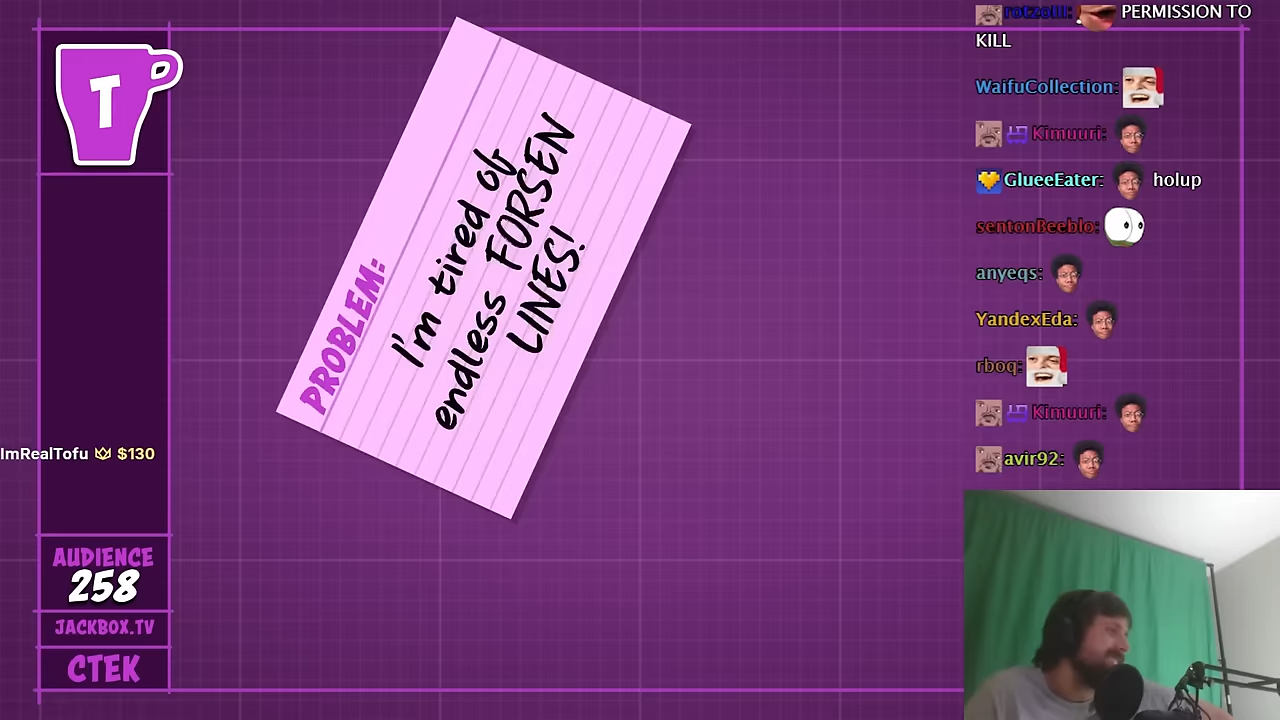 T
PROBLEM:
I'm tired of
endless FORSEN
LINES!
ImRealTofu $130
AUDIENCE
258
JACKBOX.TV
CTEK
rotzoiii: PERMISSION TO
KILL
WaifuCollection:
Kimuuri:
GlueeEater: holup
sentonBeeblo:
anyeqs:
YandexEda:
rboq:
Kimuuri:
avir92: